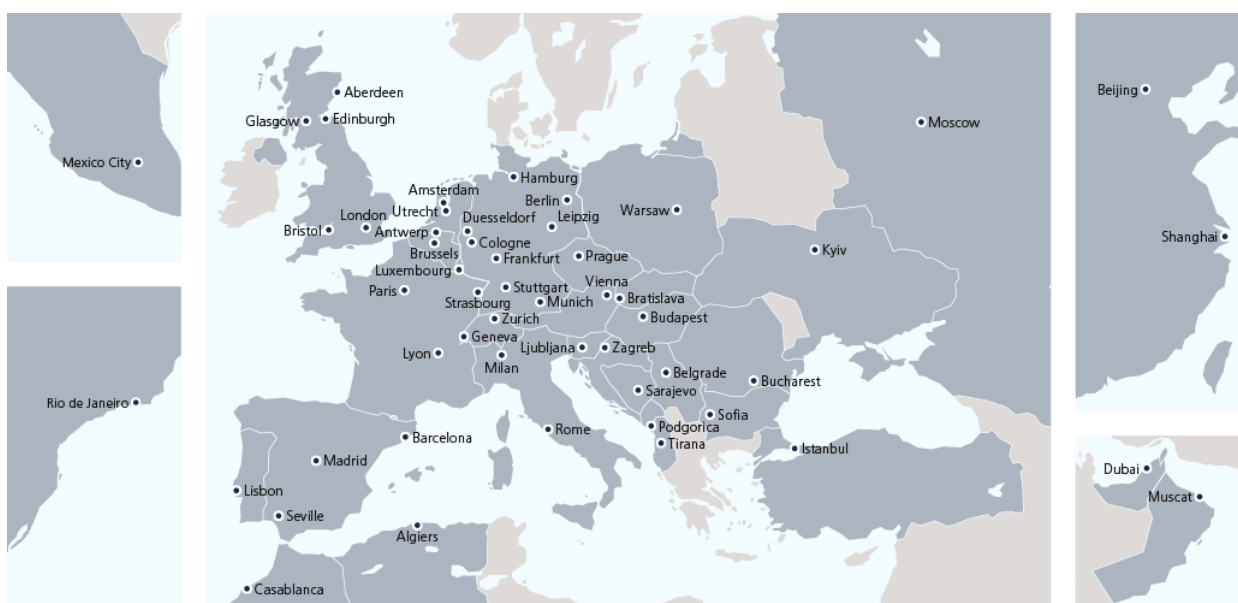 Mexico City
Rio de Janeiro
Aberdeen
Glasgow
Edinburgh
Moscow
Hamburg
Amsterdam
Berlin
Utrecht
Warsaw
London
Duesseldorf
Leipzig
Bristol
Antwerp
Cologne
Brussels
Kyiv
Frankfurt
Prague
Luxembourg
Vienna
Paris
Stuttgart
Strasbourg
Munich
Bratislava
Zurich
Budapest
Geneva
Ljubljana
Zagreb
Lyon
Milan
Belgrade
Bucharest
Sarajevo
Sofia
Podgorica
Rome
Barcelona
Tirana
Istanbul
Madrid
Lisbon
Seville
Algiers
Casablanca
Beijing
Shanghai
Dubai
Muscat